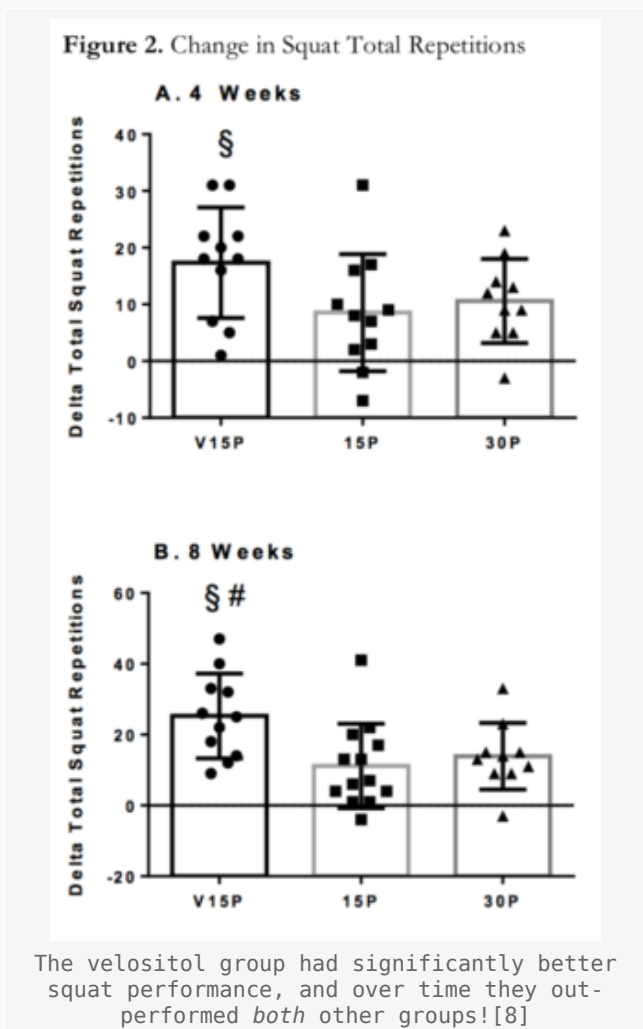 Figure 2. Change in Squat Total Repetitions
A. 4 Weeks
Delta Total Squat Repetitions
40
30
20
10
0
-10
§
V15P 15P 30P
B. 8 Weeks
Delta Total Squat Repetitions
60
40
20
0
-20
§ #
V15P 15P 30P
The velositol group had significantly better
squat performance, and over time they out-
performed both other groups![8]